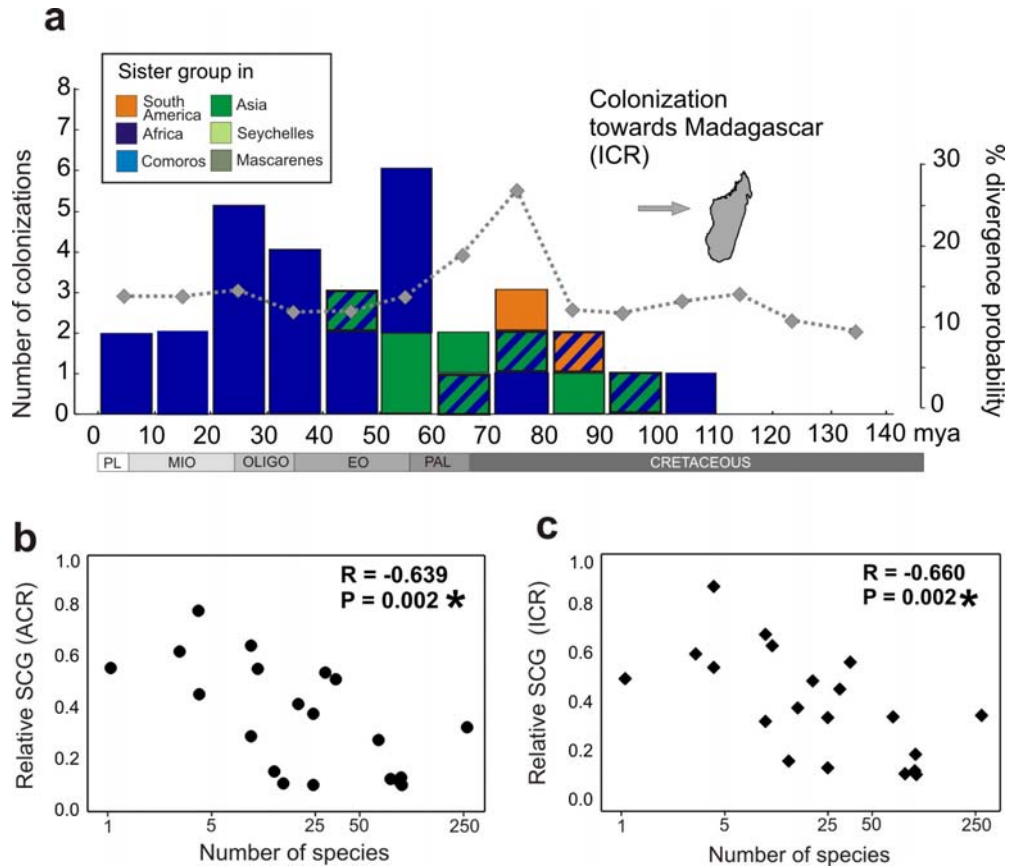 a
Sister group in
South America
Asia
Africa
Seychelles
Comoros
Mascarenes
Colonization
towards Madagascar
(ICR)
Number of colonizations
8
7
6
5
4
3
2
1
0
% divergence probability
30
20
10
0
0 10 20 30 40 50 60 70 80 90 100 110 120 130 140 mya
PL MIO OLIGO EO PAL CRETACEOUS
b
R = -0.639
P = 0.002 *
Relative SCG (ACR)
1.0
0.8
0.6
0.4
0.2
0.0
1 5 25 50 250
Number of species
c
R = -0.660
P = 0.002 *
Relative SCG (ICR)
1.0
0.8
0.6
0.4
0.2
0.0
1 5 25 50 250
Number of species